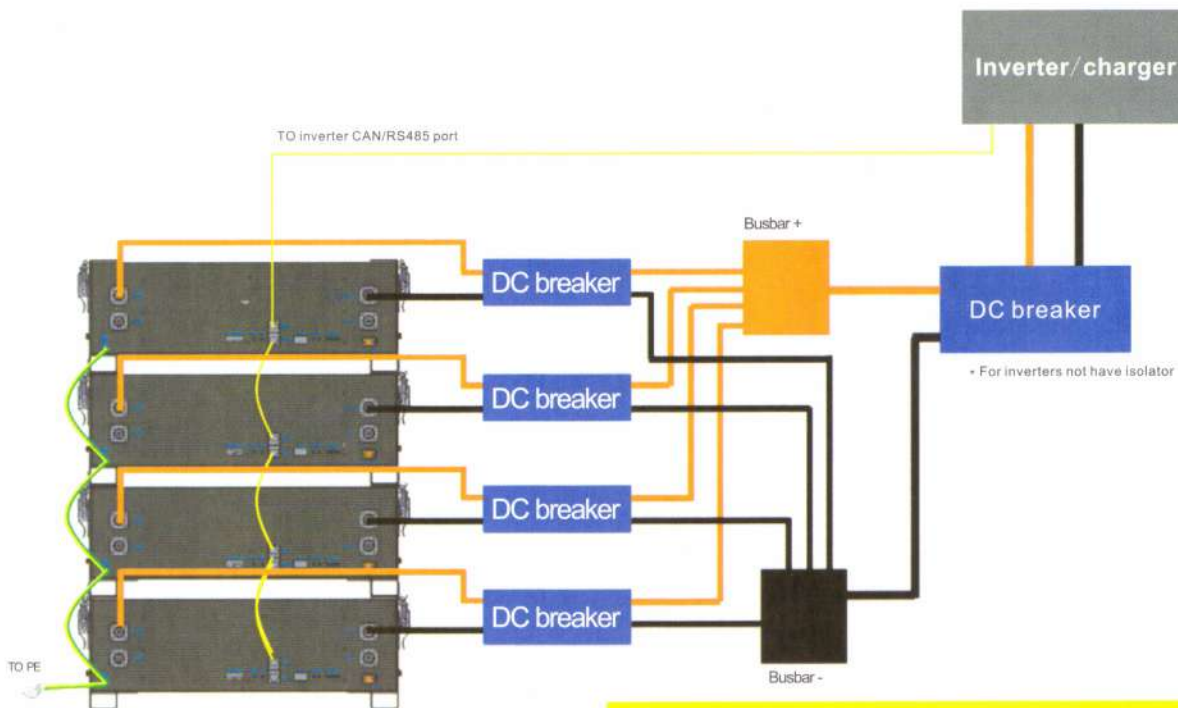 Inverter/charger
TO inverter CAN/RS485 port
Busbar +
DC breaker
DC breaker
* For inverters not have isolator
DC breaker
DC breaker
DC breaker
TO PE
Busbar -